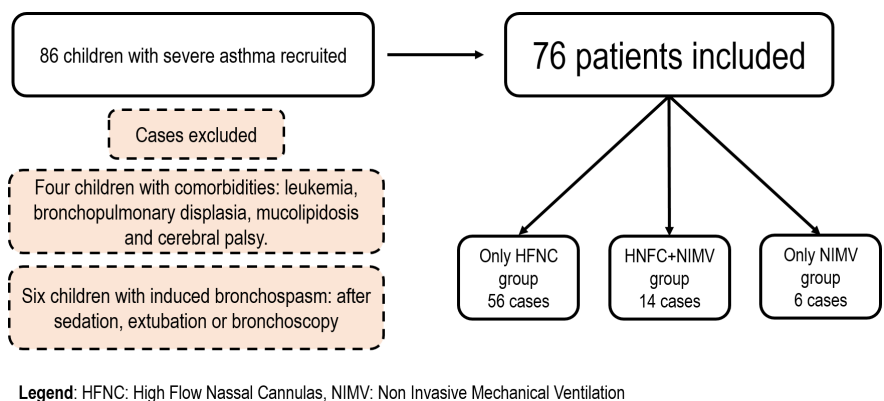 86 children with severe asthma recruited
76 patients included
Cases excluded
Four children with comorbidities: leukemia,
bronchopulmonary displasia, mucolipidosis
and cerebral palsy.
Six children with induced bronchospasm: after
sedation, extubation or bronchoscopy
Only HFNC
group
56 cases
HNFC+NIMV
group
14 cases
Only NIMV
group
6 cases
Legend: HFNC: High Flow Nassal Cannulas, NIMV: Non Invasive Mechanical Ventilation